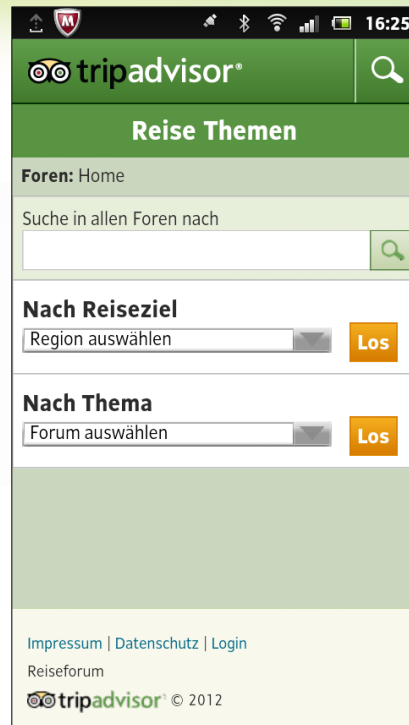 16:25
tripadvisor®
Reise Themen
Foren: Home
Suche in allen Foren nach
Nach Reiseziel
Region auswählen
Los
Nach Thema
Forum auswählen
Los
Impressum | Datenschutz | Login
Reiseforum
tripadvisor® © 2012